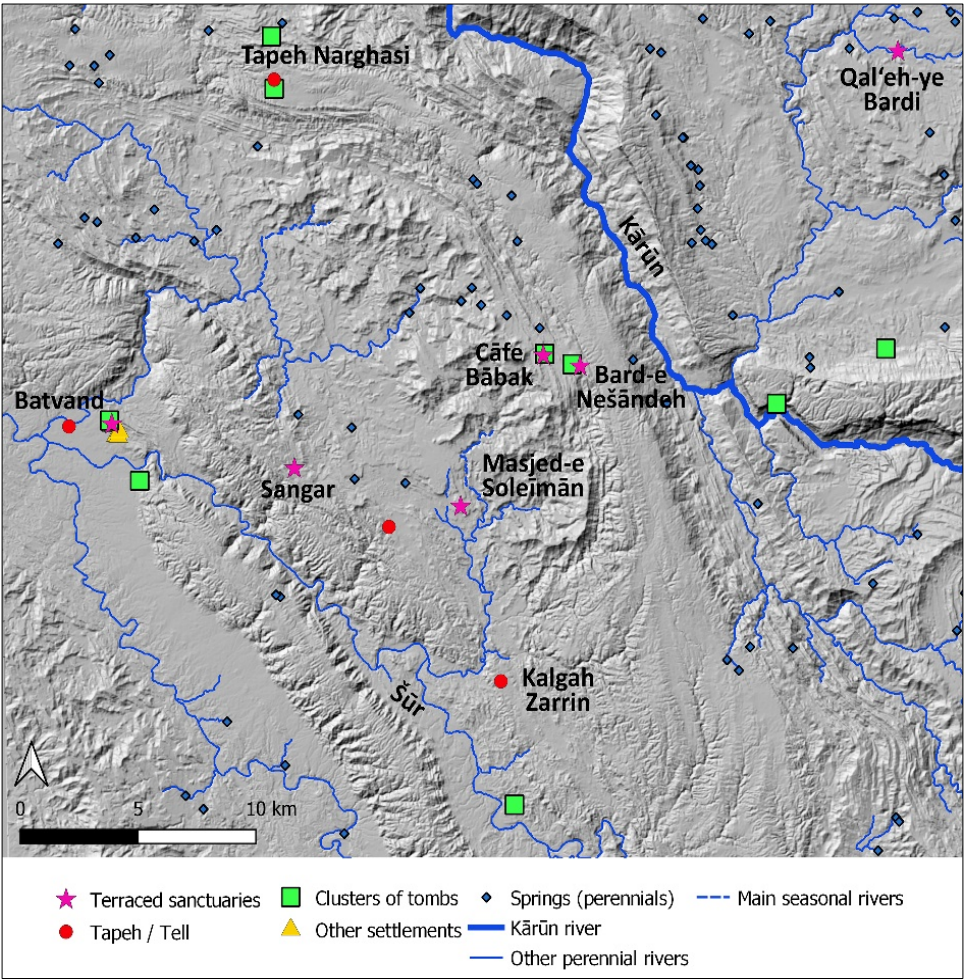 Tapeh Narghasi
Qal‘eh-ye
Bardi
Kārūn
Cāfe
Bābak
Bard-e
Nešāndeh
Batvand
Sangar
Masjed-e
Soleīmān
Kalgah
Zarrin
Šūr
0 5 10 km
Terraced sanctuaries
Clusters of tombs
Springs (perennials)
Main seasonal rivers
Tapeh / Tell
Other settlements
Kārūn river
Other perennial rivers